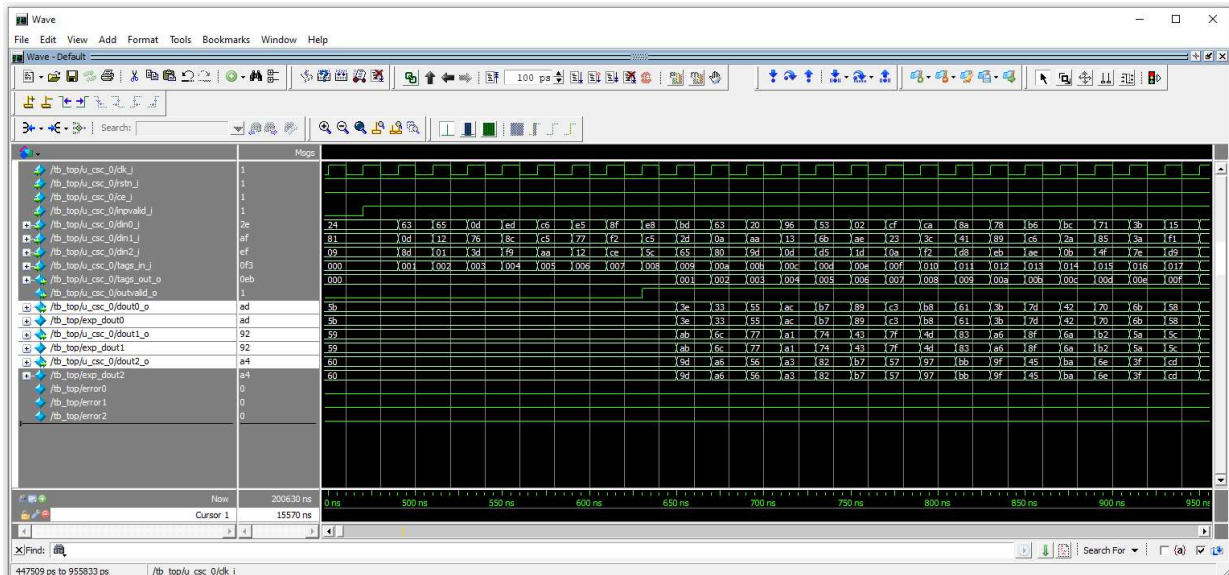 Wave
File Edit View Add Format Tools Bookmarks Window Help
Wave - Default
100 ps
Search:
Msgs
/tb_top/u_csc_0/clk_i 1
/tb_top/u_csc_0/rstn_i 1
/tb_top/u_csc_0/ce_i 1
/tb_top/u_csc_0/inpvalid_i 1
/tb_top/u_csc_0/din0_i 2e 24 63 65 0d ed c6 e5 8f e8 bd 63 20 96 53 02 cf ca 8a 78 b6 bc 71 3b 15
/tb_top/u_csc_0/din1_i af 81 0d 12 76 8c c5 77 f2 c5 2d 0a aa 13 6b ae 23 3c 41 89 c6 2a 85 3a f1
/tb_top/u_csc_0/din2_i ef 09 8d 01 3d f9 aa 12 ce 5c 65 80 9d 0d d5 1d 0a f2 d8 eb ae 0b 4f 7e d9
/tb_top/u_csc_0/tags_in_i 0f3 000 001 002 003 004 005 006 007 008 009 00a 00b 00c 00d 00e 00f 010 011 012 013 014 015 016 017
/tb_top/u_csc_0/tags_out_o 0eb 000 001 002 003 004 005 006 007 008 009 00a 00b 00c 00d 00e 00f
/tb_top/u_csc_0/outvalid_o 1
/tb_top/u_csc_0/dout0_o ad 5b 3e 33 55 ac b7 89 c3 b8 61 3b 7d 42 70 6b 58
/tb_top/exp_dout0 ad 5b 3e 33 55 ac b7 89 c3 b8 61 3b 7d 42 70 6b 58
/tb_top/u_csc_0/dout1_o 92 59 ab 6c 77 a1 74 43 7f 4d 83 a6 8f 6a b2 5a 5c
/tb_top/exp_dout1 92 59 ab 6c 77 a1 74 43 7f 4d 83 a6 8f 6a b2 5a 5c
/tb_top/u_csc_0/dout2_o a4 60 9d a6 56 a3 82 b7 57 97 bb 9f 45 ba 6e 3f cd
/tb_top/exp_dout2 a4 60 9d a6 56 a3 82 b7 57 97 bb 9f 45 ba 6e 3f cd
/tb_top/error0 0
/tb_top/error1 0
/tb_top/error2 0
Now 200630 ns 0 ns 500 ns 550 ns 600 ns 650 ns 700 ns 750 ns 800 ns 850 ns 900 ns 950 ns
Cursor 1 15570 ns
Find: Search For {a}
447509 ps to 955833 ps /tb_top/u_csc_0/clk_i